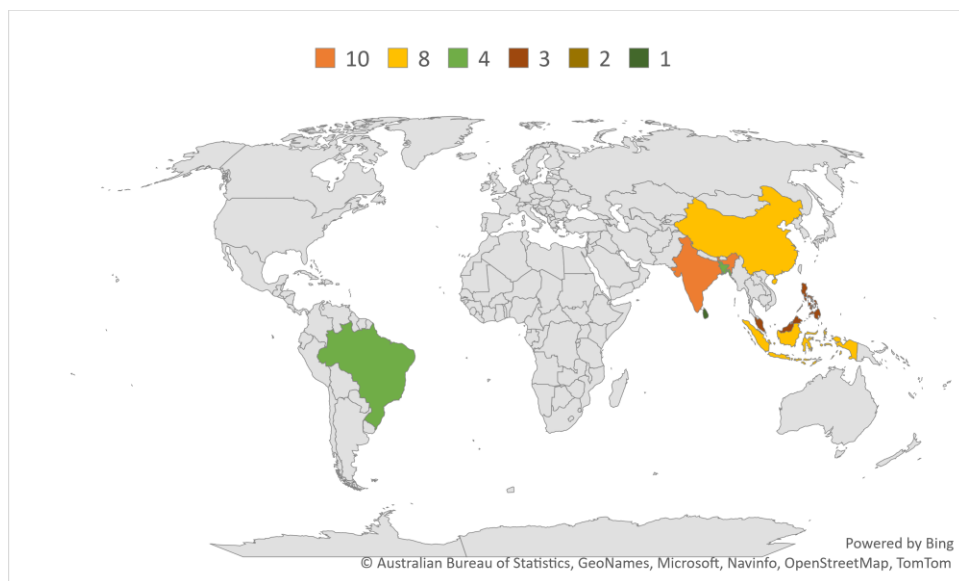 10 8 4 3 2 1
Powered by Bing
© Australian Bureau of Statistics, GeoNames, Microsoft, Navinfo, OpenStreetMap, TomTom